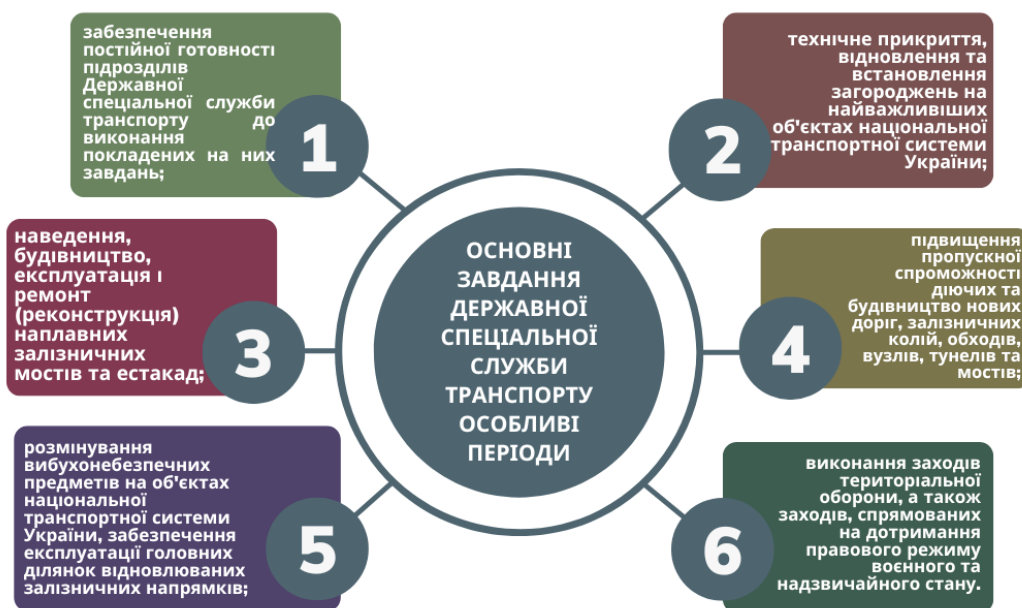 забезпечення
постійної готовності
підрозділів
Державної
спеціальної служби
транспорту до
виконання
покладених на них
завдань;
1
технічне прикриття,
відновлення та
встановлення
загороджень на
найважливіших
об'єктах національної
транспортної системи
України;
2
наведення,
будівництво,
експлуатація і
ремонт
(реконструкція)
наплавних
залізничних
мостів та естакад;
3
ОСНОВНІ
ЗАВДАННЯ
ДЕРЖАВНОЇ
СПЕЦІАЛЬНОЇ
СЛУЖБИ
ТРАНСПОРТУ
ОСОБЛИВІ
ПЕРІОДИ
підвищення
пропускної
спроможності
діючих та
будівництво нових
доріг, залізничних
колій, обходів,
вузлів, тунелів та
мостів;
4
розмінування
вибухонебезпечних
предметів на об'єктах
національної
транспортної системи
України, забезпечення
експлуатації головних
ділянок відновлюваних
залізничних напрямків;
5
виконання заходів
територіальної
оборони, а також
заходів, спрямованих
на дотримання
правового режиму
воєнного та
надзвичайного стану.
6